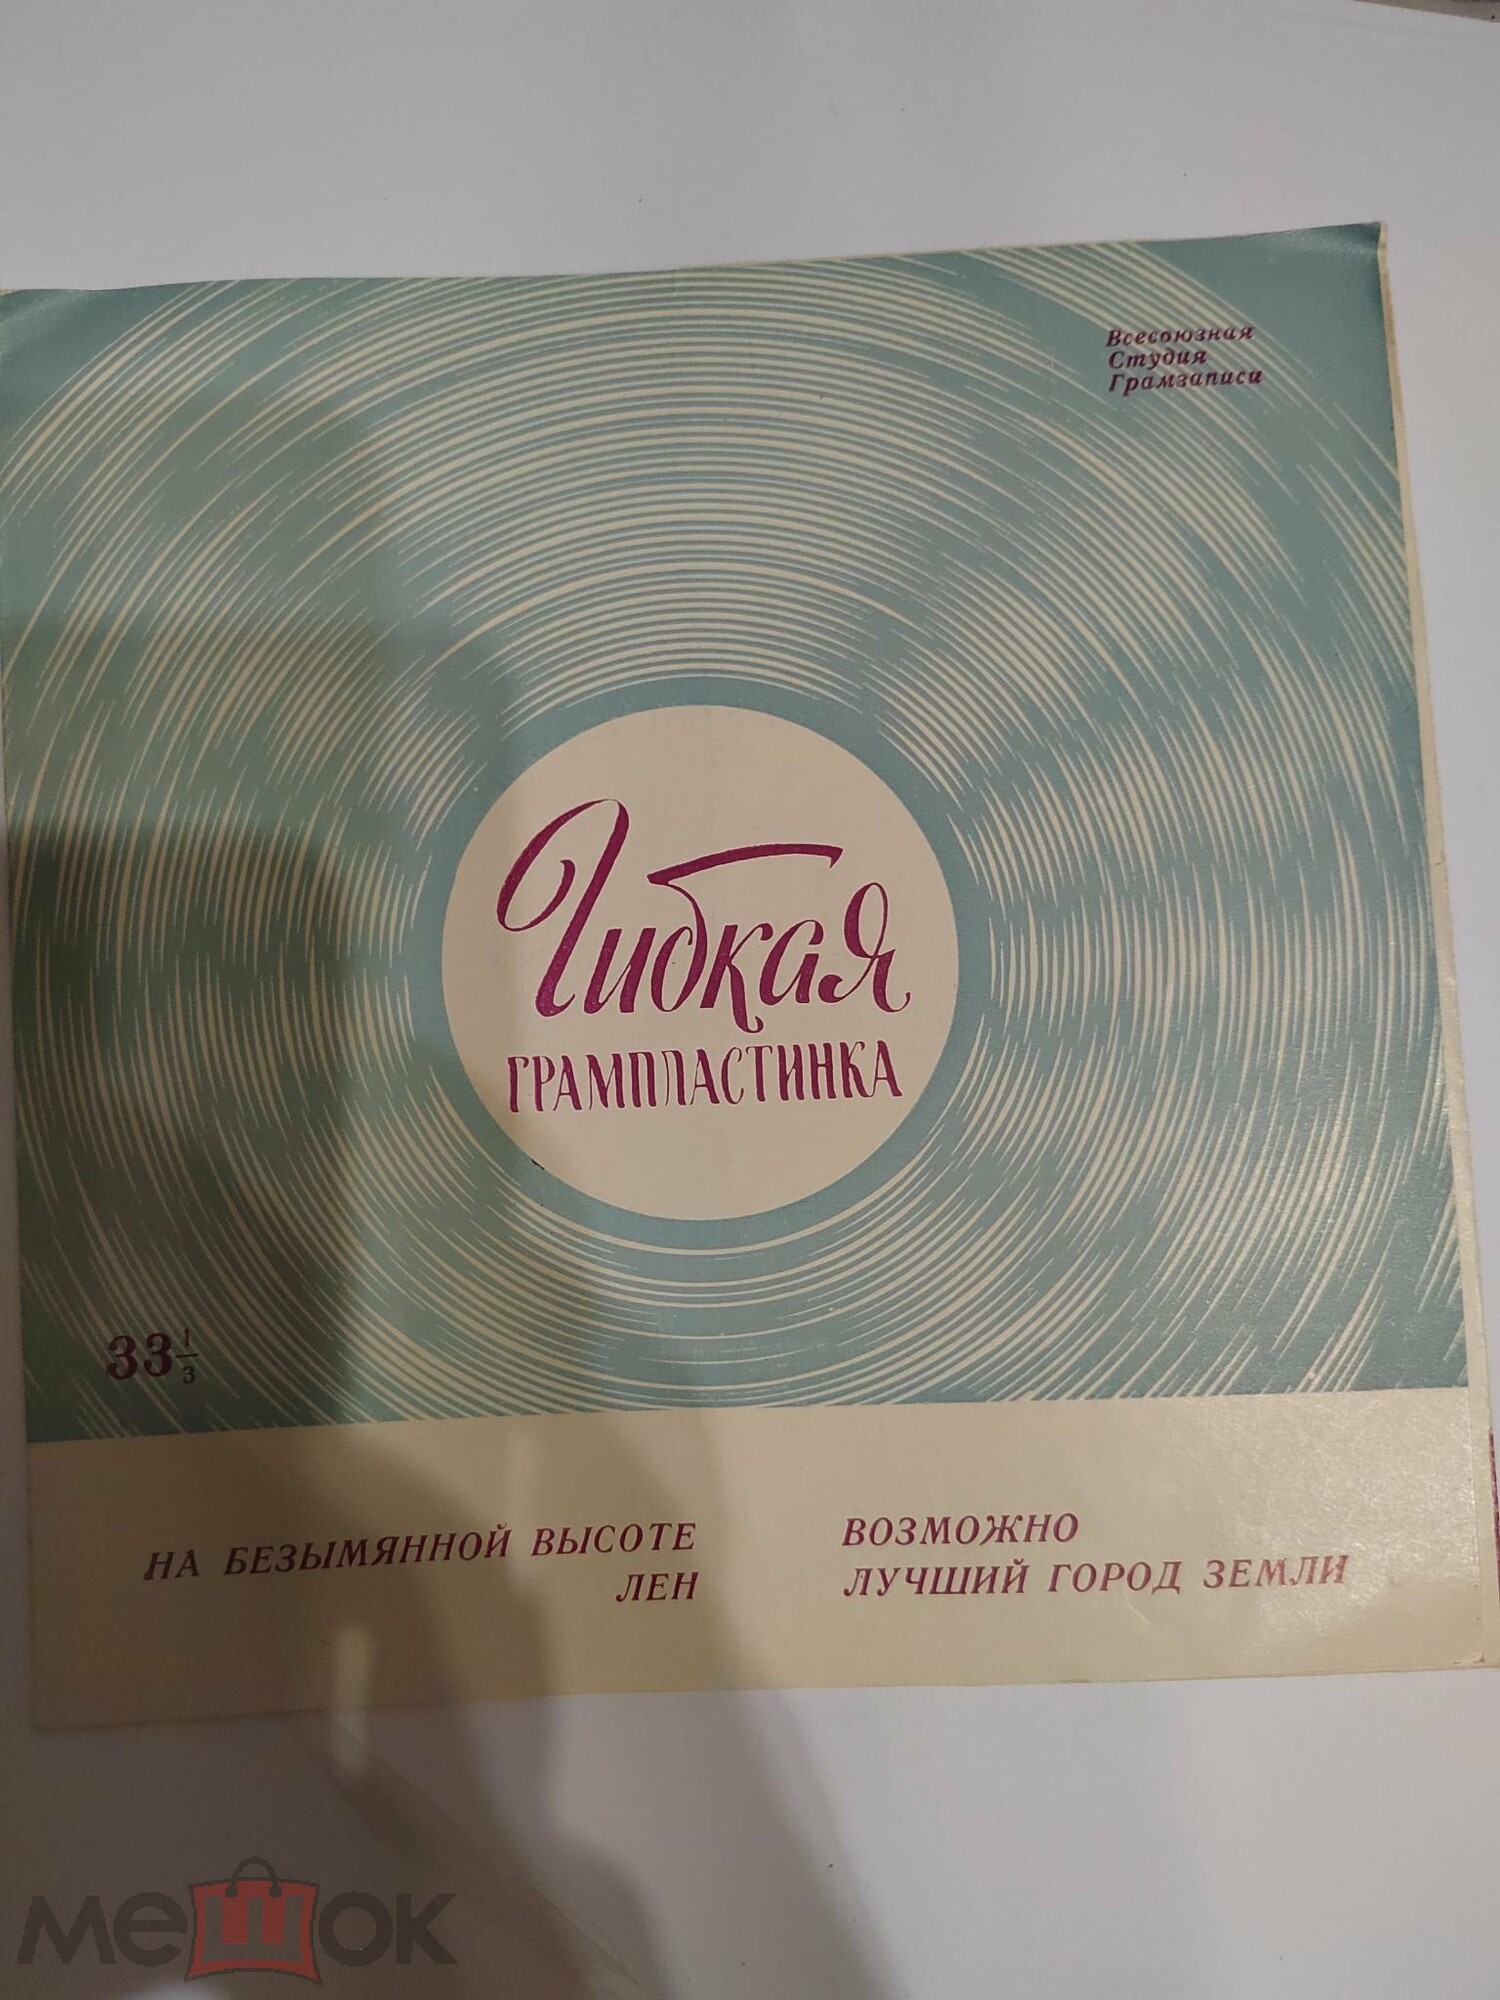 Всесоюзная
Студия
Грамзаписи
Гибкая
ГРАМПЛАСТИНКА
33 1/3
НА БЕЗЫМЯННОЙ ВЫСОТЕ
ЛЕН
ВОЗМОЖНО
ЛУЧШИЙ ГОРОД ЗЕМЛИ
мешок